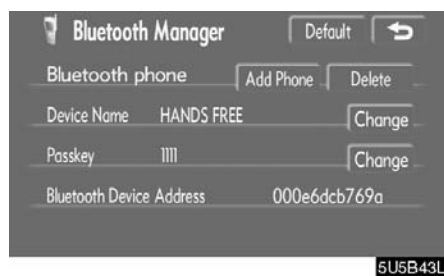 Bluetooth Manager Default
Bluetooth phone Add Phone Delete
Device Name HANDS FREE Change
Passkey 1111 Change
Bluetooth Device Address 000e6dcb769a
5U5B43L